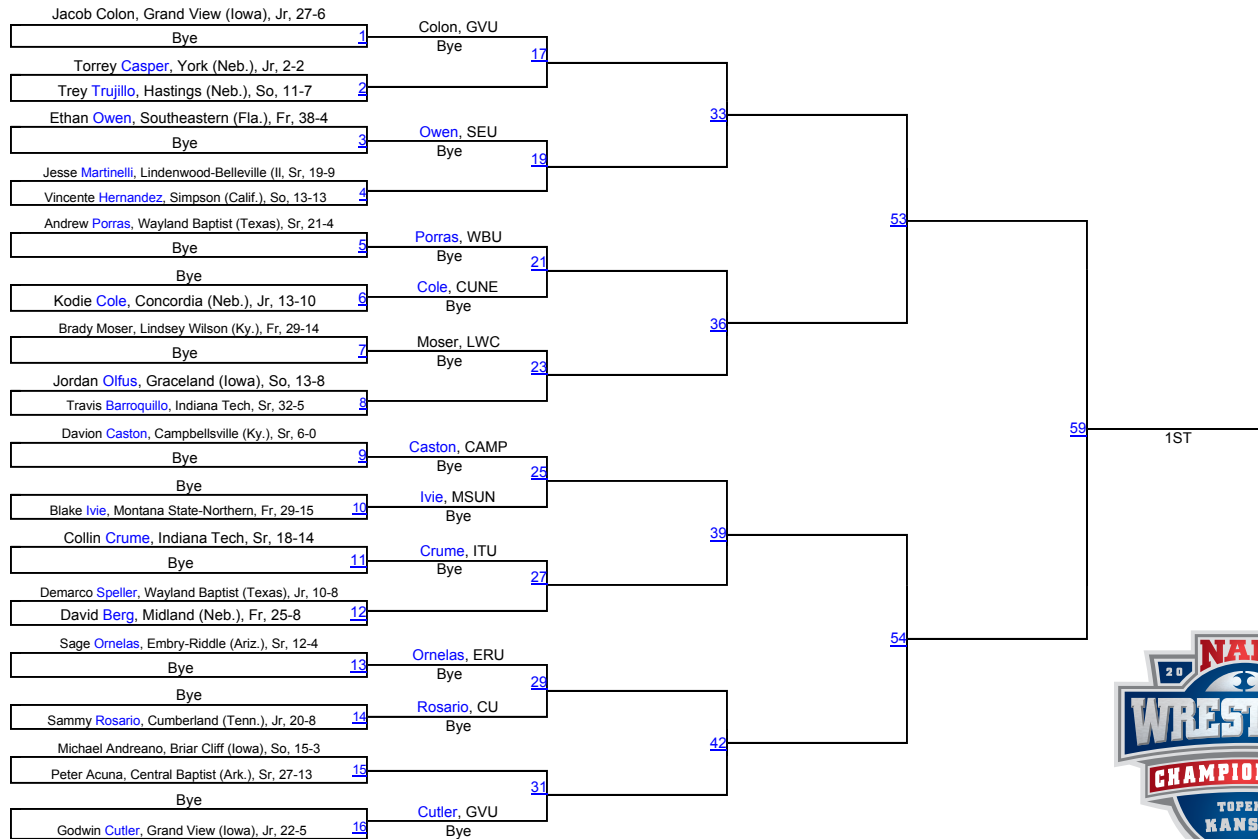 Jacob Colon, Grand View (Iowa), Jr, 27-6
Bye
1
Colon, GVU
Bye
17
Torrey Casper, York (Neb.), Jr, 2-2
Trey Trujillo, Hastings (Neb.), So, 11-7
2
33
Ethan Owen, Southeastern (Fla.), Fr, 38-4
Bye
3
Owen, SEU
Bye
19
Jesse Martinelli, Lindenwood-Belleville (Il, Sr, 19-9
Vincente Hernandez, Simpson (Calif.), So, 13-13
4
53
Andrew Porras, Wayland Baptist (Texas), Sr, 21-4
Bye
5
Porras, WBU
Bye
21
Bye
Kodie Cole, Concordia (Neb.), Jr, 13-10
6
Cole, CUNE
Bye
36
Brady Moser, Lindsey Wilson (Ky.), Fr, 29-14
Bye
7
Moser, LWC
Bye
23
Jordan Olfus, Graceland (Iowa), So, 13-8
Travis Barroquillo, Indiana Tech, Sr, 32-5
8
59
1ST
Davion Caston, Campbellsville (Ky.), Sr, 6-0
Bye
9
Caston, CAMP
Bye
25
Bye
Blake Ivie, Montana State-Northern, Fr, 29-15
10
Ivie, MSUN
Bye
39
Collin Crume, Indiana Tech, Sr, 18-14
Bye
11
Crume, ITU
Bye
27
Demarco Speller, Wayland Baptist (Texas), Jr, 10-8
David Berg, Midland (Neb.), Fr, 25-8
12
54
Sage Ornelas, Embry-Riddle (Ariz.), Sr, 12-4
Bye
13
Ornelas, ERU
Bye
29
Bye
Sammy Rosario, Cumberland (Tenn.), Jr, 20-8
14
Rosario, CU
Bye
42
Michael Andreano, Briar Cliff (Iowa), So, 15-3
Peter Acuna, Central Baptist (Ark.), Sr, 27-13
15
31
Bye
Godwin Cutler, Grand View (Iowa), Jr, 22-5
16
Cutler, GVU
Bye
20
NA
WREST
CHAMPIO
TOPE
KANS